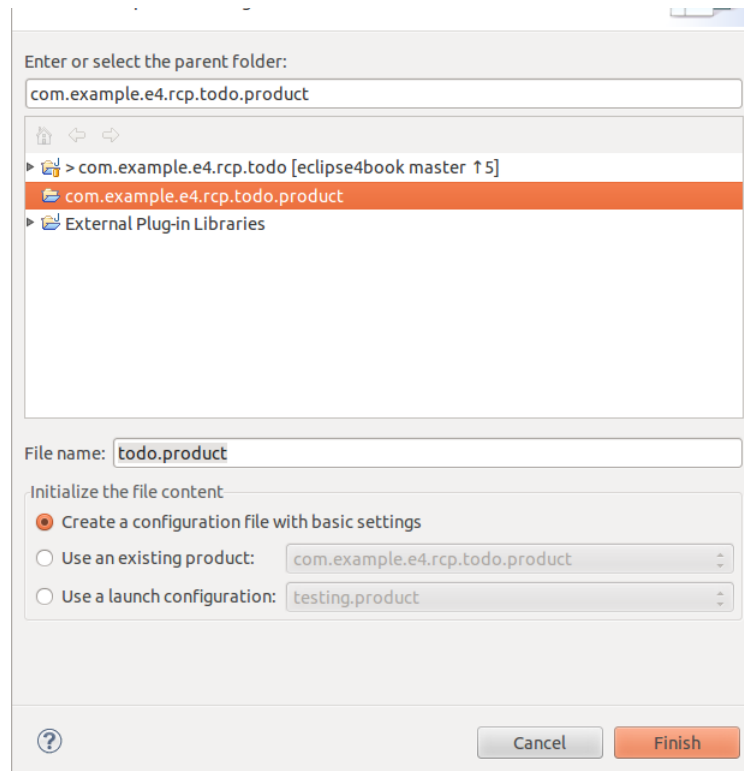 Enter or select the parent folder:
com.example.e4.rcp.todo.product
> com.example.e4.rcp.todo [eclipse4book master ↑5]
com.example.e4.rcp.todo.product
External Plug-in Libraries
File name: todo.product
Initialize the file content
Create a configuration file with basic settings
Use an existing product: com.example.e4.rcp.todo.product
Use a launch configuration: testing.product
? Cancel Finish